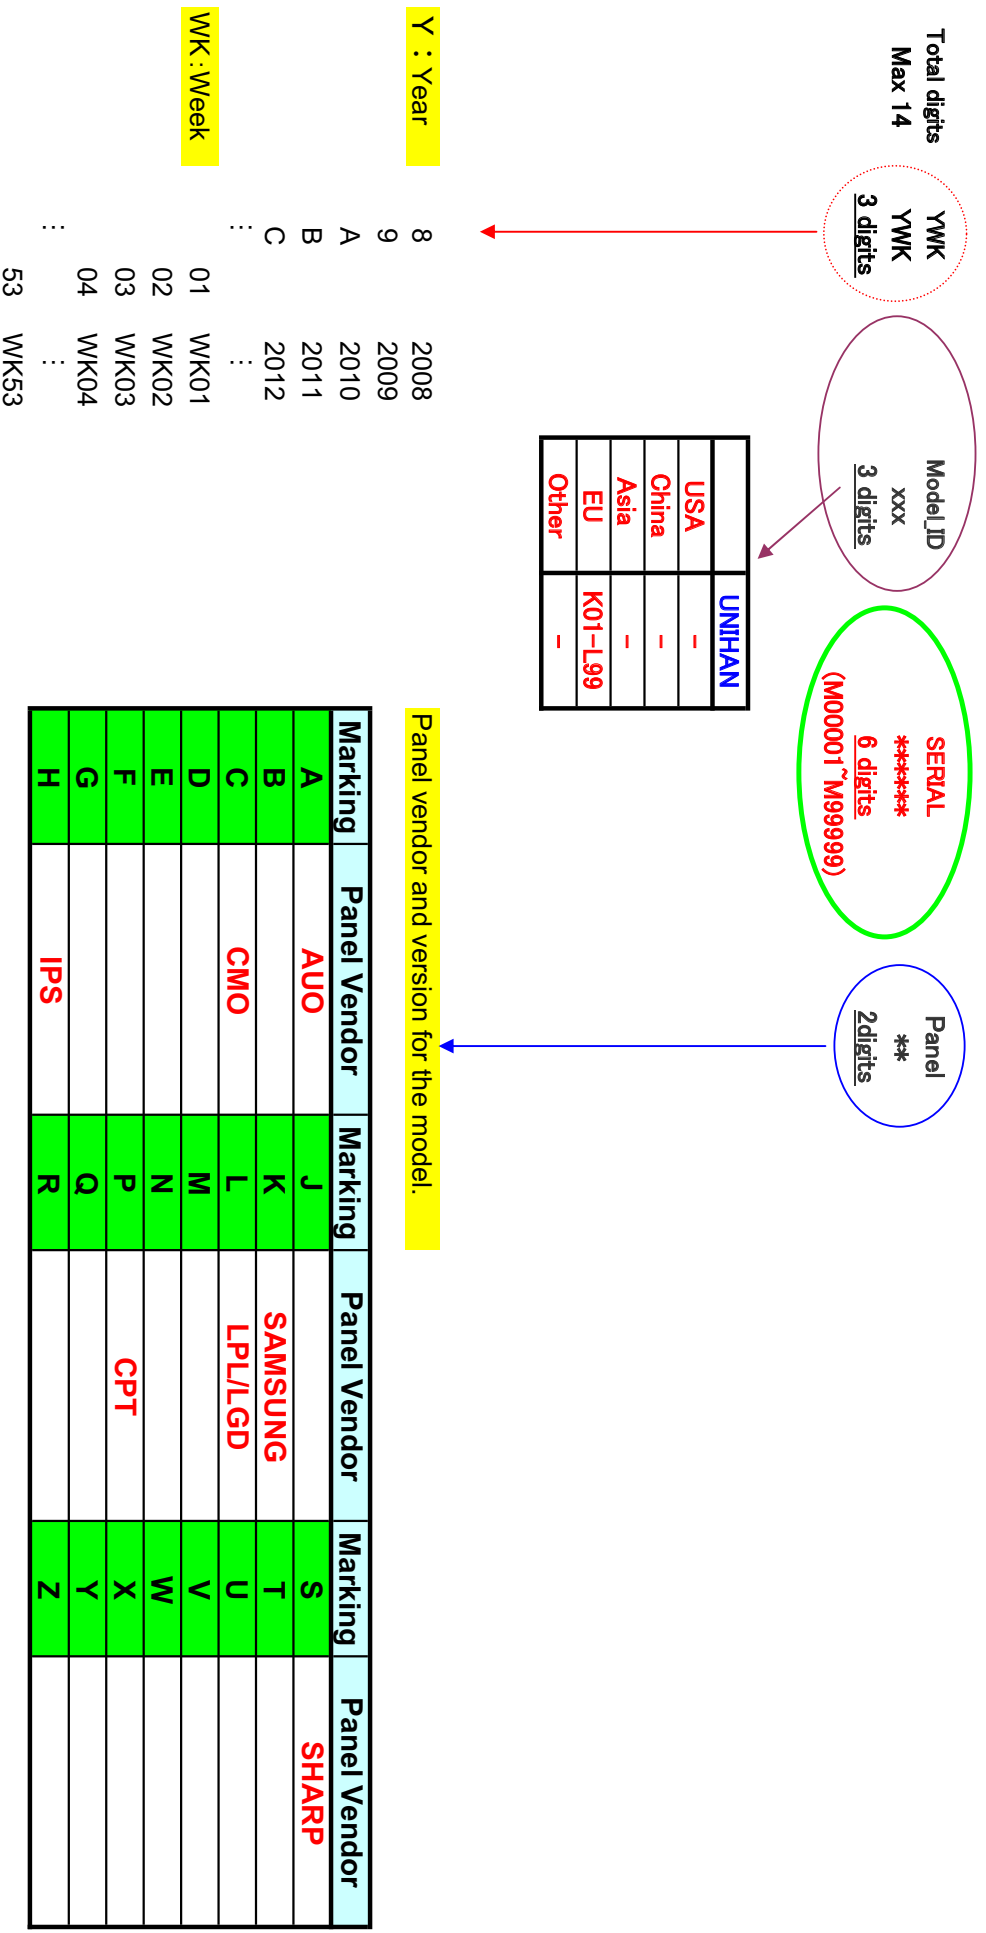 Total digits
Max 14
YWK
YWK
3 digits
Model_ID
xxx
3 digits
SERIAL
******
6 digits
(M00001~M99999)
Panel
**
2digits
UNIHAN
USA -
China -
Asia -
EU K01-L99
Other -
Y : Year
8 2008
9 2009
A 2010
B 2011
C 2012
... ...
WK : Week
01 WK01
02 WK02
03 WK03
04 WK04
... ...
53 WK53
Panel vendor and version for the model.
Marking Panel Vendor Marking Panel Vendor Marking Panel Vendor
A AUO J S SHARP
B K SAMSUNG T
C CMO L LPL/LGD U
D M V
E N W
F P CPT X
G Q Y
H IPS R Z